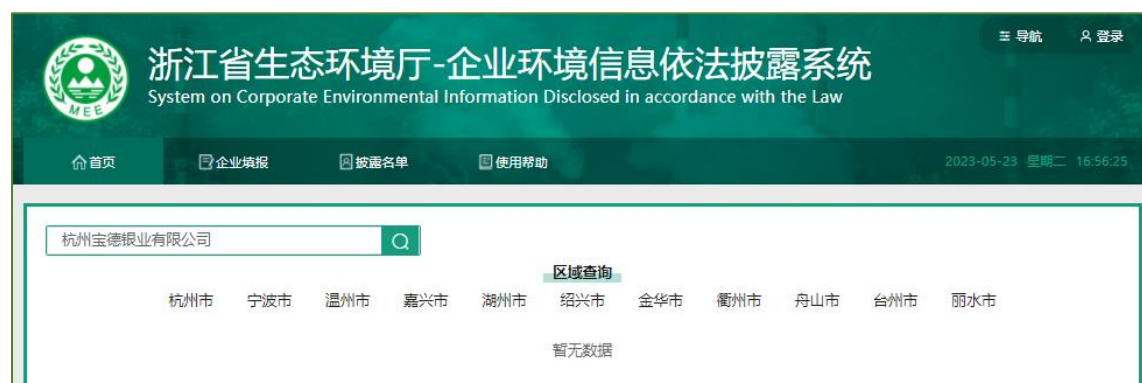 导航 登录
浙江省生态环境厅-企业环境信息依法披露系统
System on Corporate Environmental Information Disclosed in accordance with the Law
MEE
首页 企业填报 披露名单 使用帮助 2023-05-23 星期二 16:56:25
杭州宝德银业有限公司
区域查询
杭州市 宁波市 温州市 嘉兴市 湖州市 绍兴市 金华市 衢州市 舟山市 台州市 丽水市
暂无数据